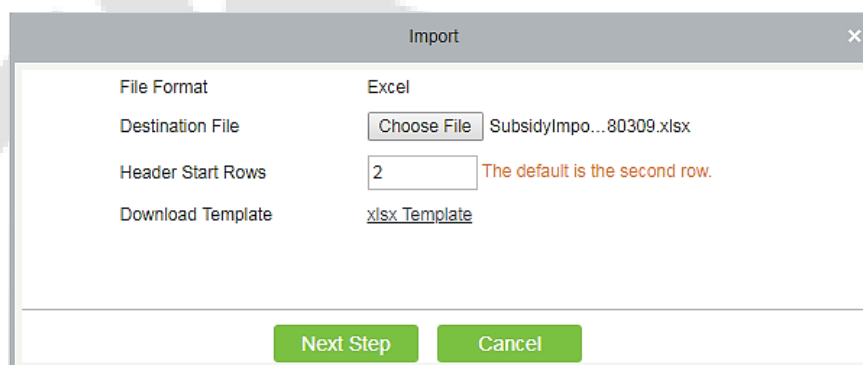 Import
File Format Excel
Destination File Choose File SubsidyImpo...80309.xlsx
Header Start Rows 2 The default is the second row.
Download Template xlsx Template
Next Step Cancel